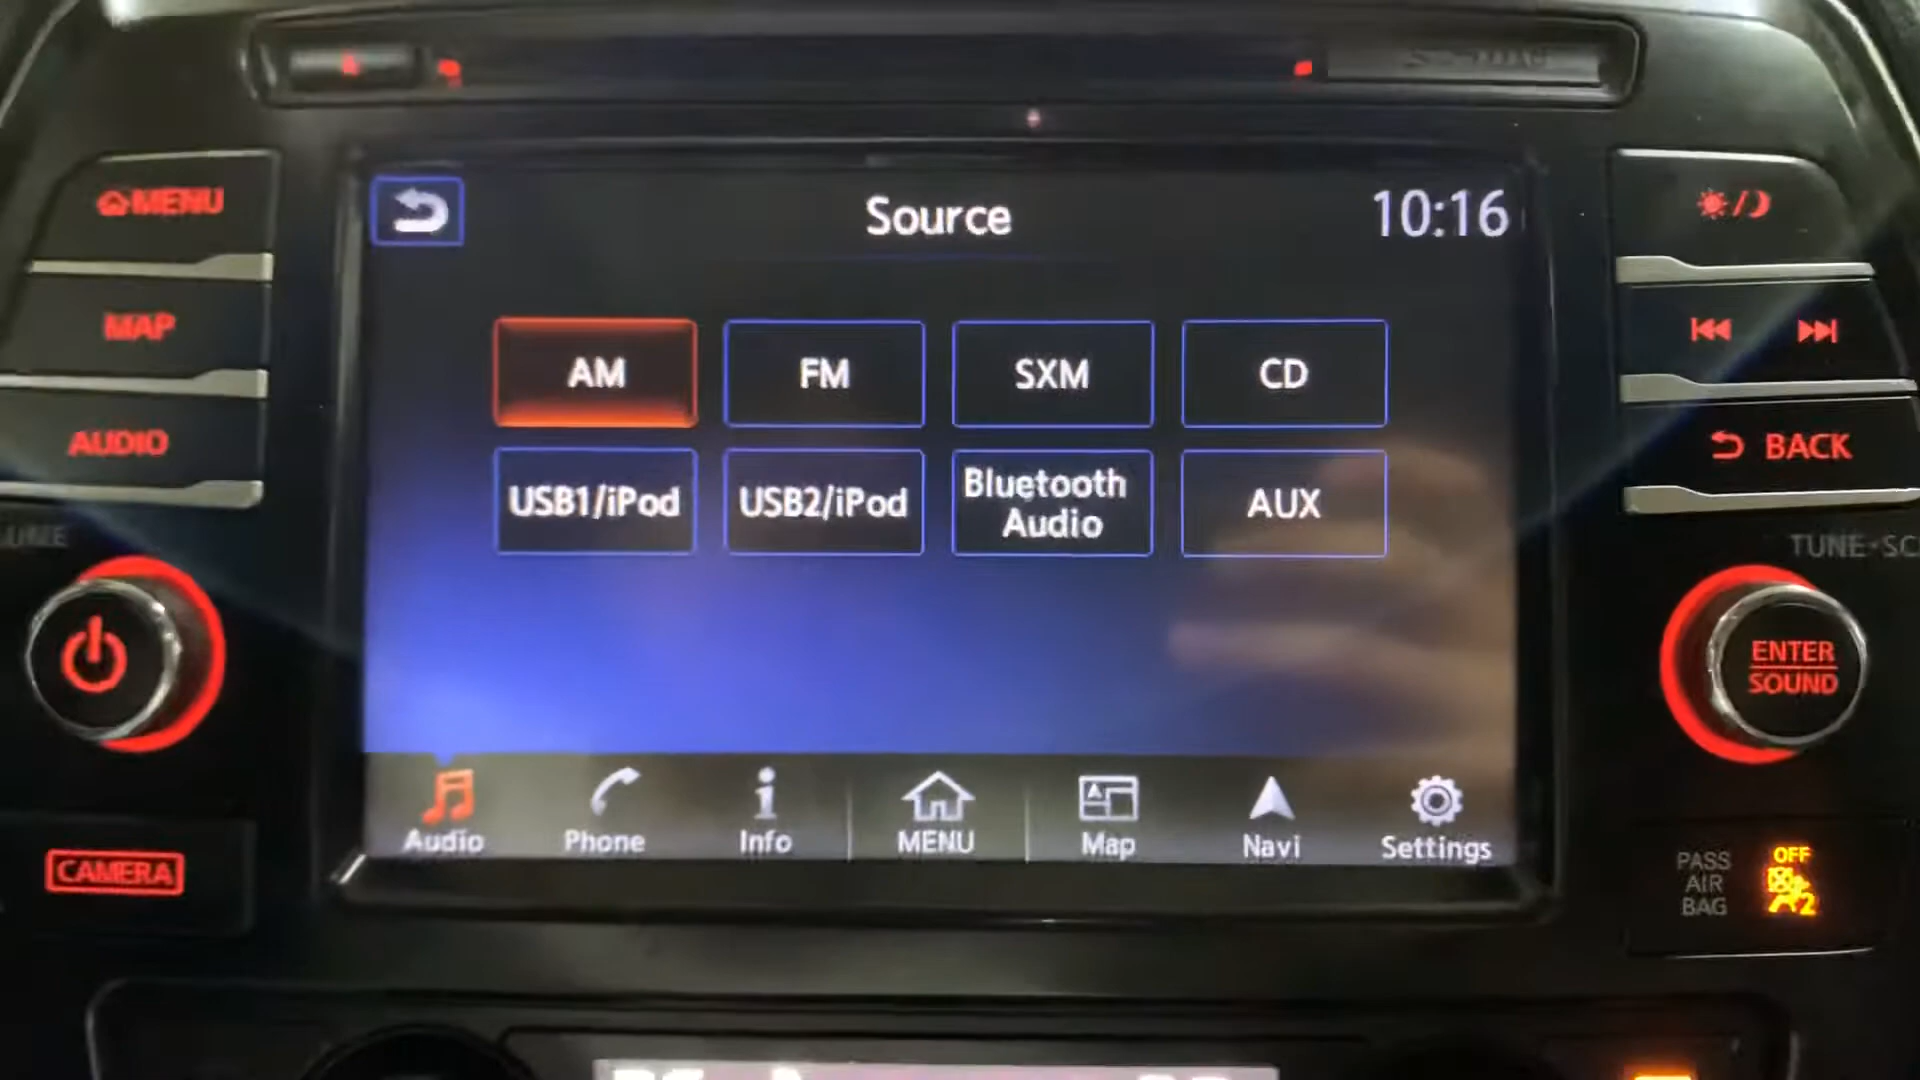 MENU
MAP
AUDIO
CAMERA
Source
10:16
AM
FM
SXM
CD
USB1/iPod
USB2/iPod
Bluetooth
Audio
AUX
Audio
Phone
Info
MENU
Map
Navi
Settings
BACK
ENTER
SOUND
PASS
AIR
BAG
OFF
2